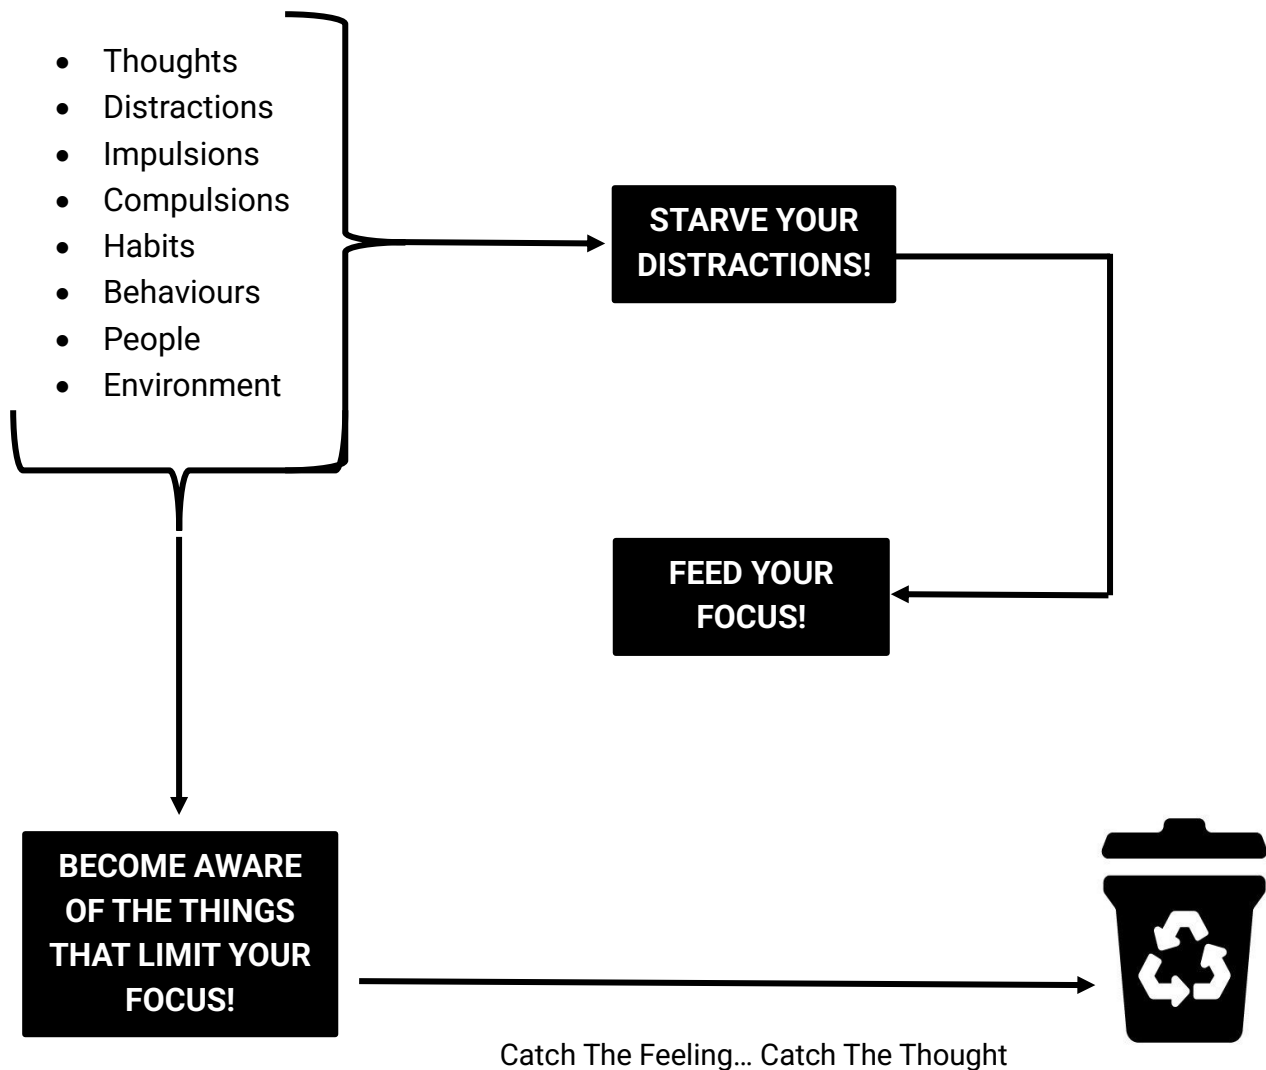 Thoughts
Distractions
Impulsions
Compulsions
Habits
Behaviours
People
Environment
STARVE YOUR
DISTRACTIONS!
FEED YOUR
FOCUS!
BECOME AWARE
OF THE THINGS
THAT LIMIT YOUR
FOCUS!
Catch The Feeling... Catch The Thought